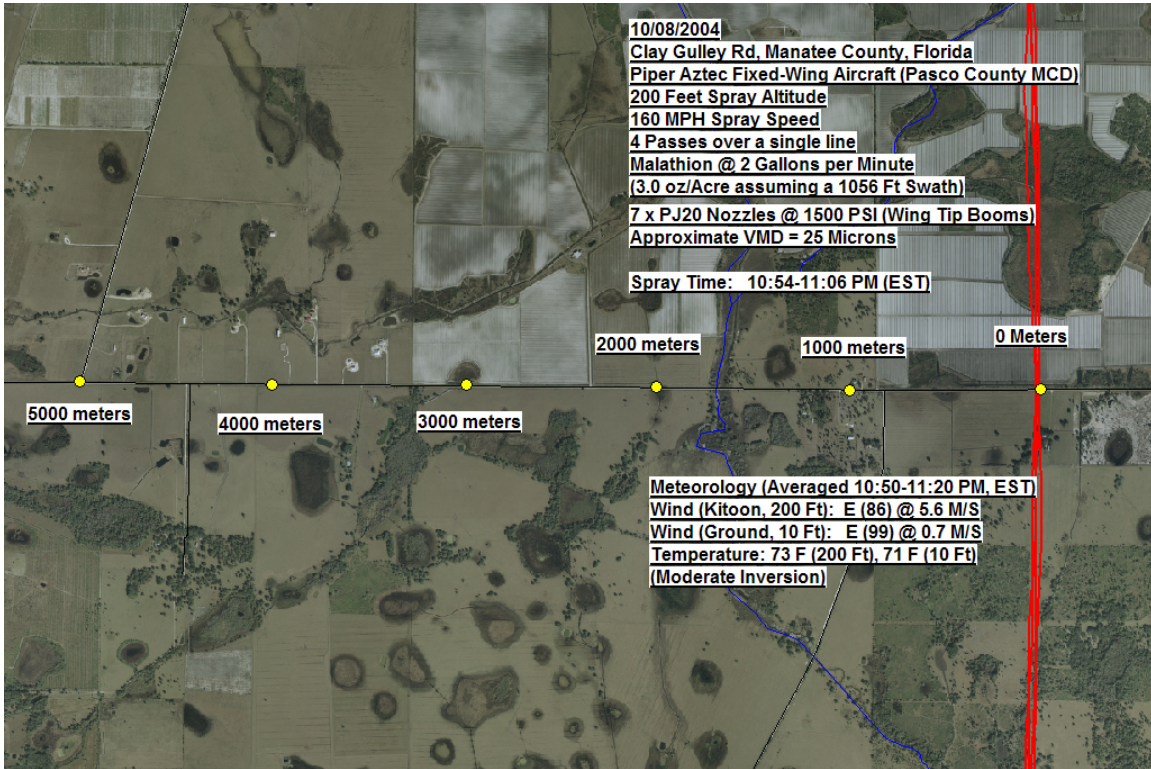 10/08/2004
Clay Gulley Rd, Manatee County, Florida
Piper Aztec Fixed-Wing Aircraft (Pasco County MCD)
200 Feet Spray Altitude
160 MPH Spray Speed
4 Passes over a single line
Malathion @ 2 Gallons per Minute
(3.0 oz/Acre assuming a 1056 Ft Swath)
7 x PJ20 Nozzles @ 1500 PSI (Wing Tip Booms)
Approximate VMD = 25 Microns
Spray Time: 10:54-11:06 PM (EST)
0 Meters
1000 meters
2000 meters
3000 meters
4000 meters
5000 meters
Meteorology (Averaged 10:50-11:20 PM, EST)
Wind (Kitoon, 200 Ft): E (86) @ 5.6 M/S
Wind (Ground, 10 Ft): E (99) @ 0.7 M/S
Temperature: 73 F (200 Ft), 71 F (10 Ft)
(Moderate Inversion)